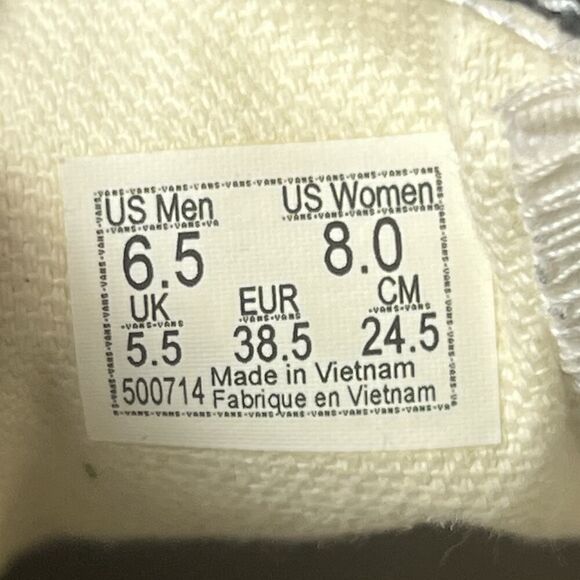 US Men US Women
6.5 8.0
UK EUR CM
5.5 38.5 24.5
500714 Made in Vietnam
Fabrique en Vietnam